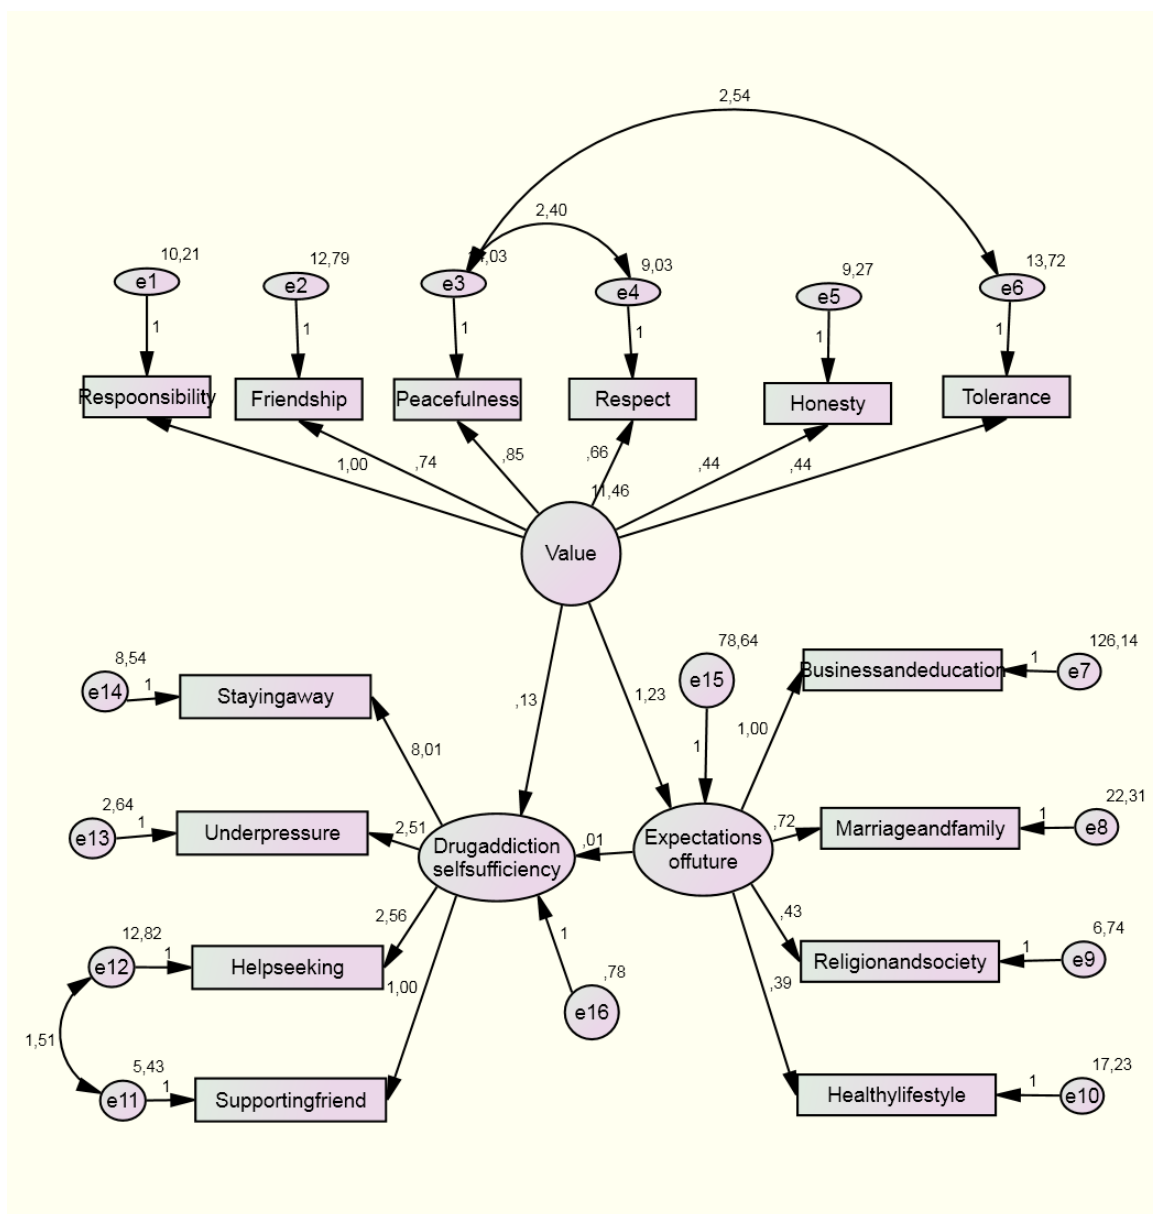 2,54
2,40
10,21
12,79
9,03
9,27
13,72
e1
e2
e3
e4
e5
e6
1
1
1
1
1
1
Respoonsibility
Friendship
Peacefulness
Respect
Honesty
Tolerance
1,00
,74
,85
,66
,44
,44
11,46
Value
8,54
e14
1
Stayingaway
,13
1,23
78,64
e15
1
Businessandeducation
1
126,14
e7
8,01
1,00
2,64
e13
1
Underpressure
2,51
Drugaddiction
selfsufficiency
,01
Expectations
offuture
,72
Marriageandfamily
1
22,31
e8
12,82
e12
1
Helpseeking
2,56
1
,43
Religionandsociety
1
6,74
e9
1,51
1,00
,78
e16
,39
5,43
e11
1
Supportingfriend
Healthylifestyle
1
17,23
e10